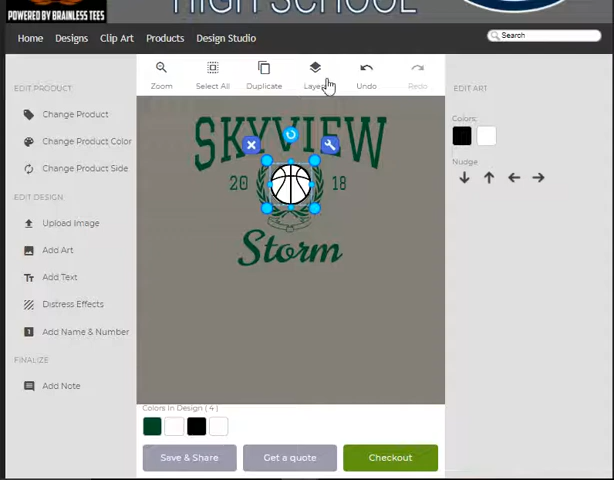 HIGH SCHOOL
POWERED BY BRAINLESS TEES
Home Designs Clip Art Products Design Studio
Search
EDIT PRODUCT
Change Product
Change Product Color
Change Product Side
EDIT DESIGN
Upload Image
Add Art
Add Text
Distress Effects
Add Name & Number
FINALIZE
Add Note
Zoom Select All Duplicate Layers Undo Redo
SKYVIEW
20 18
Storm
Colors In Design ( 4 )
Save & Share Get a quote Checkout
EDIT ART
Colors:
Nudge